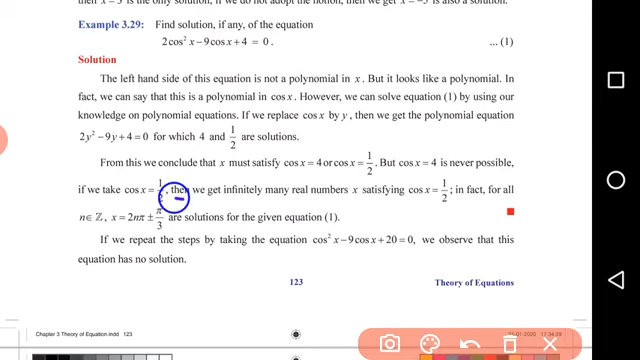 then x = 3 is the only solution, if we do not adopt the notion, then we get x = −3 is also a solution.
Example 3.29 Find solution, if any, of the equation
2cos² x − 9cos x + 4 = 0. ... (1)
Solution
The left hand side of this equation is not a polynomial in x. But it looks like a polynomial. In
fact, we can say that this is a polynomial in cos x. However, we can solve equation (1) by using our
knowledge on polynomial equations. If we replace cos x by y, then we get the polynomial equation
2y² − 9y + 4 = 0 for which 4 and 1/2 are solutions.
From this we conclude that x must satisfy cos x = 4 or cos x = 1/2. But cos x = 4 is never possible,
if we take cos x = 1/2, then we get infinitely many real numbers x satisfying cos x = 1/2; in fact, for all
n ∈ ℤ, x = 2nπ ± π/3 are solutions for the given equation (1).
If we repeat the steps by taking the equation cos² x − 9cos x + 20 = 0, we observe that this
equation has no solution.
123 Theory of Equations
Chapter 3 Theory of Equation.indd 123